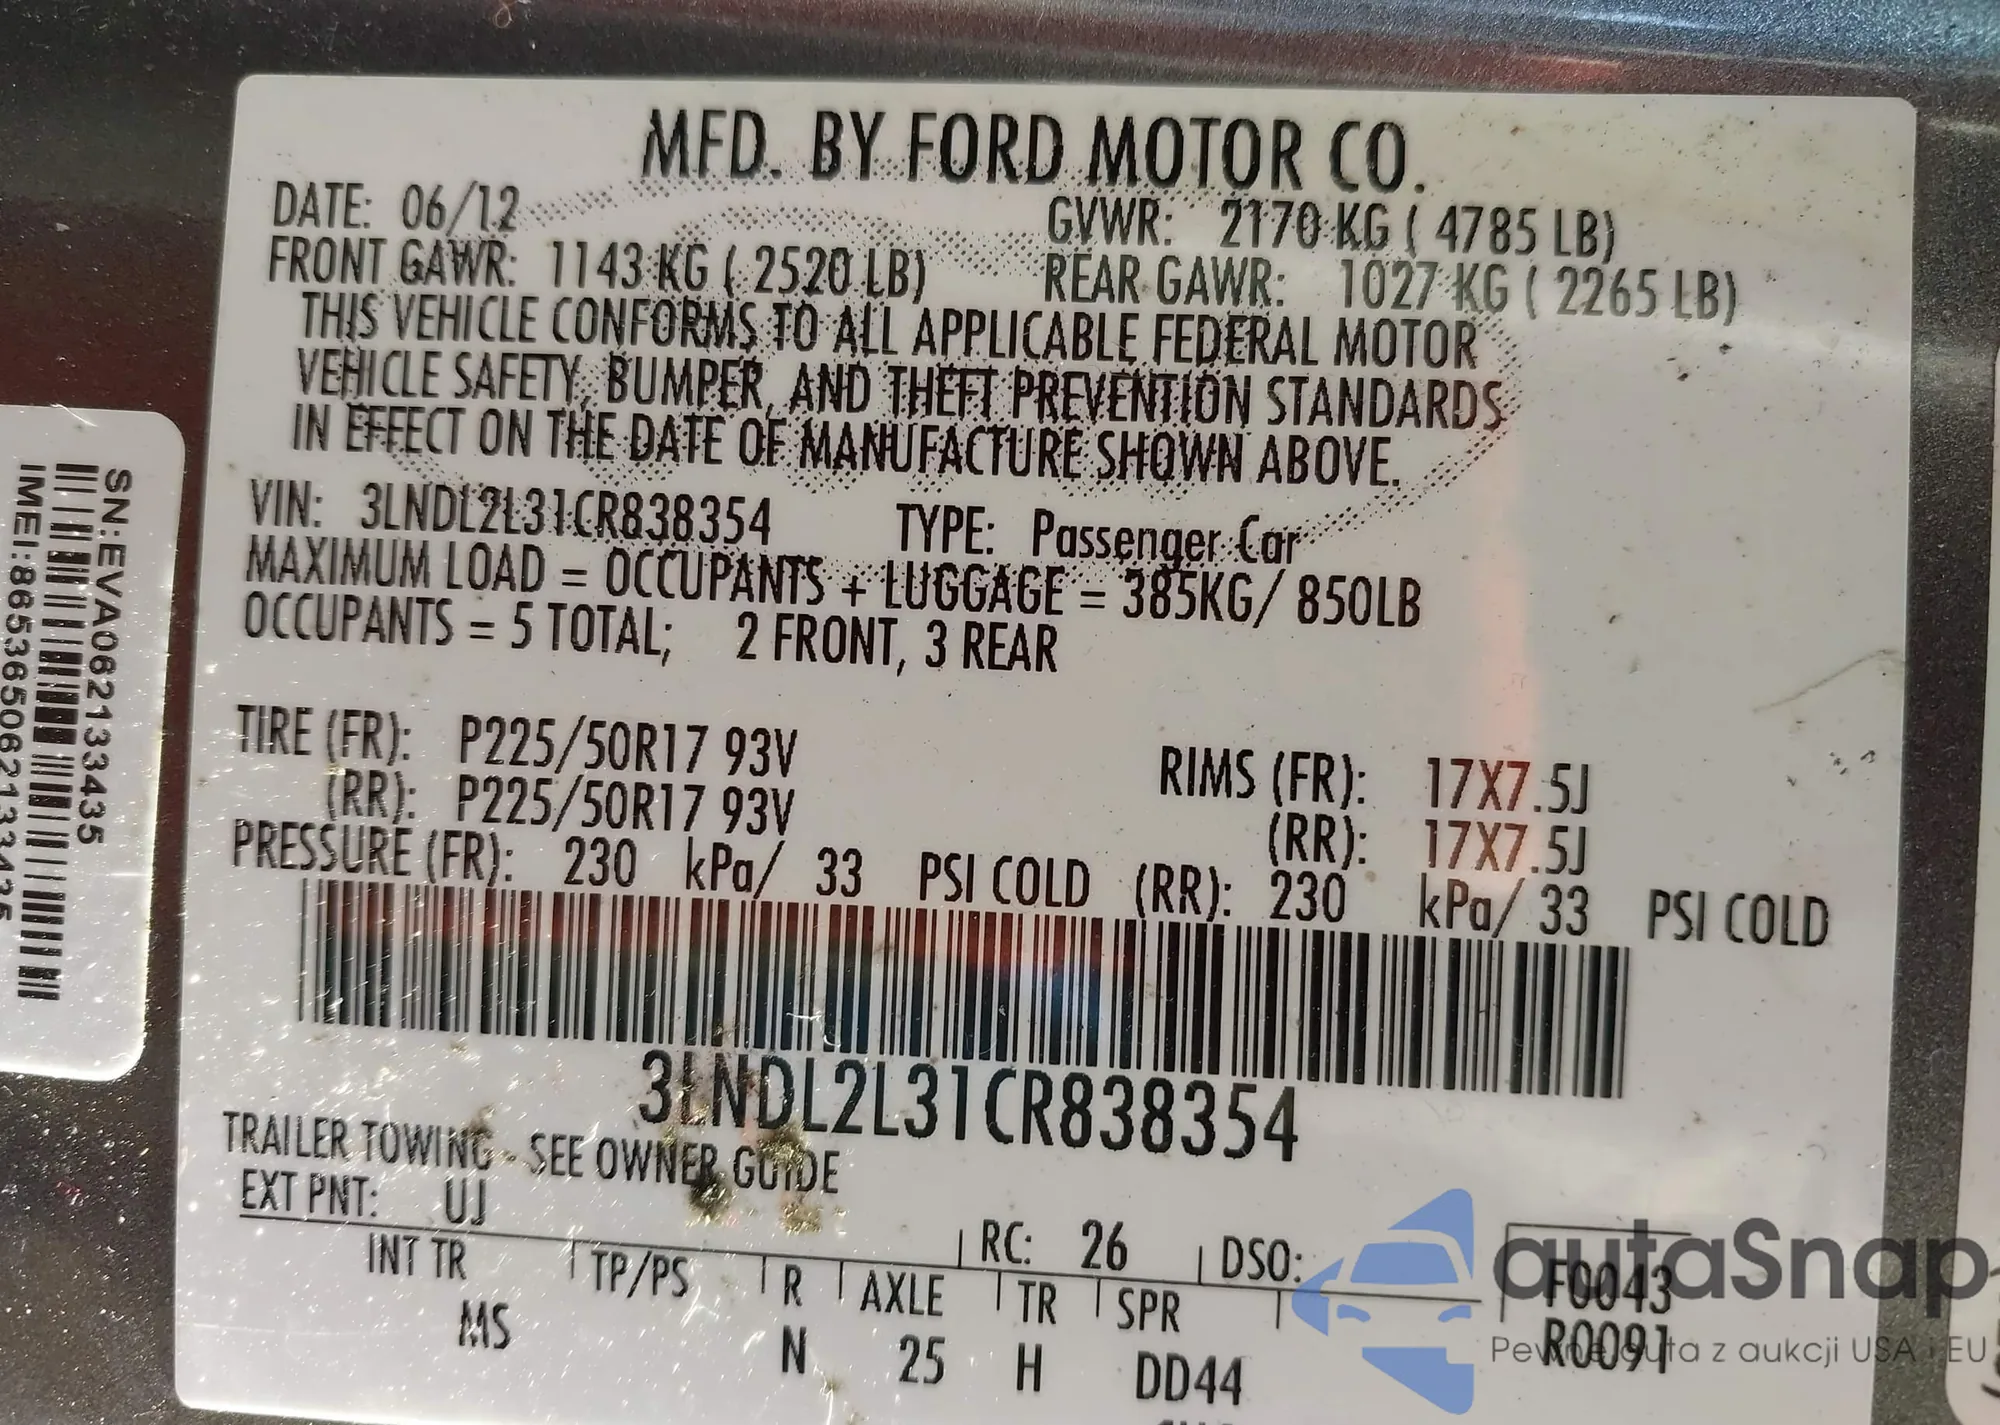 MFD. BY FORD MOTOR CO.
DATE: 06/12 GVWR: 2170 KG ( 4785 LB)
FRONT GAWR: 1143 KG ( 2520 LB) REAR GAWR: 1027 KG ( 2265 LB)
THIS VEHICLE CONFORMS TO ALL APPLICABLE FEDERAL MOTOR
VEHICLE SAFETY, BUMPER, AND THEFT PREVENTION STANDARDS
IN EFFECT ON THE DATE OF MANUFACTURE SHOWN ABOVE.
VIN: 3LNDL2L31CR838354 TYPE: Passenger Car
MAXIMUM LOAD = OCCUPANTS + LUGGAGE = 385KG/ 850LB
OCCUPANTS = 5 TOTAL; 2 FRONT, 3 REAR
TIRE (FR): P225/50R17 93V RIMS (FR): 17X7.5J
(RR): P225/50R17 93V (RR): 17X7.5J
PRESSURE (FR): 230 kPa/ 33 PSI COLD (RR): 230 kPa/ 33 PSI COLD
3LNDL2L31CR838354
TRAILER TOWING - SEE OWNER GUIDE
EXT PNT: UJ RC: 26 DSO: F0043
INT TR TP/PS R AXLE TR SPR R0091
MS N 25 H DD44
SN:EVA0621334435
IMEI:865365062133435
autaSnap
Pewne auta z aukcji USA i EU